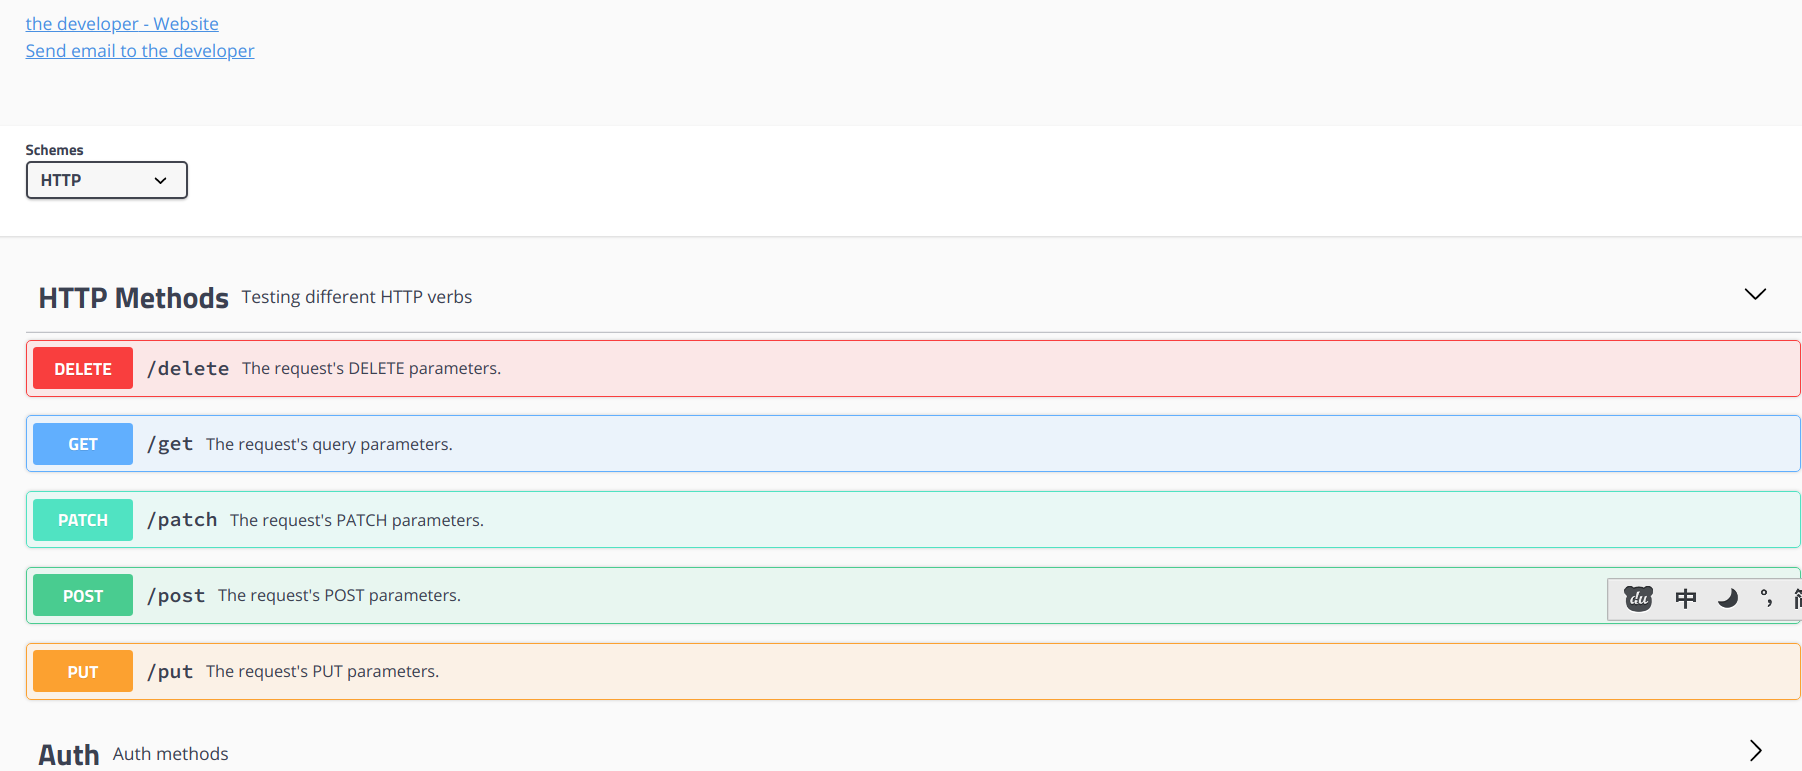 the developer - Website
Send email to the developer
Schemes
HTTP
HTTP Methods Testing different HTTP verbs
DELETE /delete The request's DELETE parameters.
GET /get The request's query parameters.
PATCH /patch The request's PATCH parameters.
POST /post The request's POST parameters.
du 中 °,
PUT /put The request's PUT parameters.
Auth Auth methods